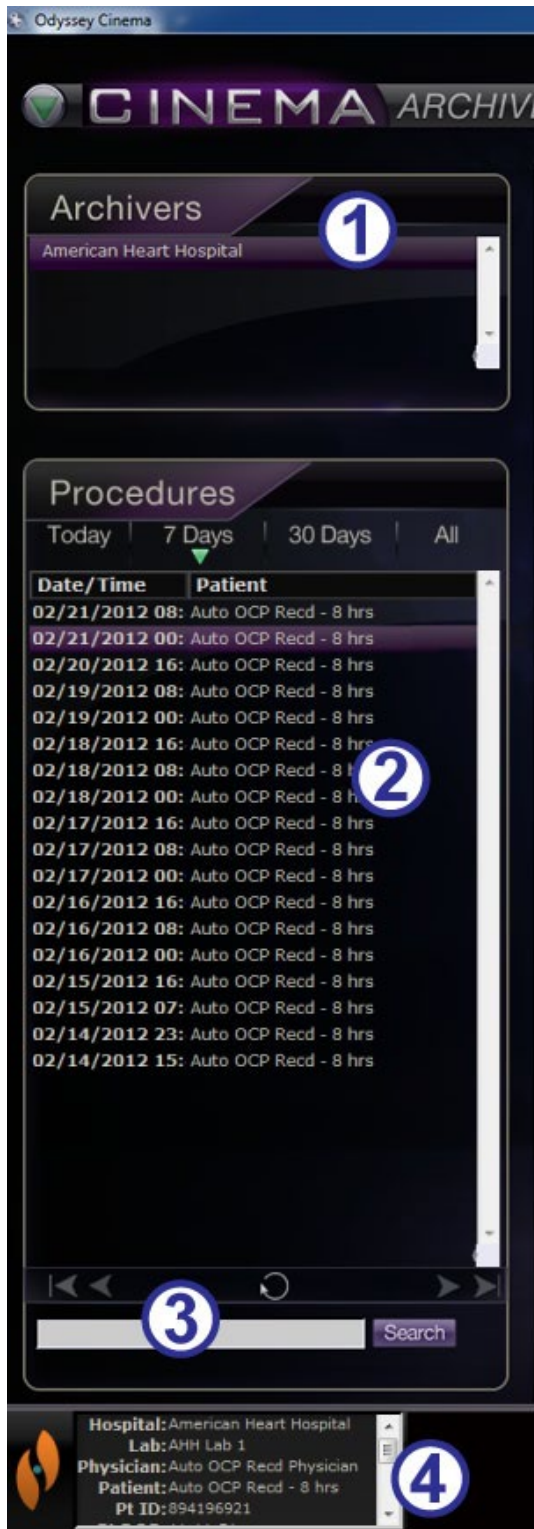 Odyssey Cinema
CINEMA ARCHIV
Archivers
1
American Heart Hospital
Procedures
Today 7 Days 30 Days All
Date/Time Patient
02/21/2012 08: Auto OCP Recd - 8 hrs
02/21/2012 00: Auto OCP Recd - 8 hrs
02/20/2012 16: Auto OCP Recd - 8 hrs
02/19/2012 08: Auto OCP Recd - 8 hrs
02/19/2012 00: Auto OCP Recd - 8 hrs
02/18/2012 16: Auto OCP Recd - 8 hrs
02/18/2012 08: Auto OCP Recd - 8
2
02/18/2012 00: Auto OCP Recd - 8 h
02/17/2012 16: Auto OCP Recd - 8 hrs
02/17/2012 08: Auto OCP Recd - 8 hrs
02/17/2012 00: Auto OCP Recd - 8 hrs
02/16/2012 16: Auto OCP Recd - 8 hrs
02/16/2012 08: Auto OCP Recd - 8 hrs
02/16/2012 00: Auto OCP Recd - 8 hrs
02/15/2012 16: Auto OCP Recd - 8 hrs
02/15/2012 07: Auto OCP Recd - 8 hrs
02/14/2012 23: Auto OCP Recd - 8 hrs
02/14/2012 15: Auto OCP Recd - 8 hrs
3
Search
Hospital: American Heart Hospital
Lab: AHH Lab 1
Physician: Auto OCP Recd Physician
Patient: Auto OCP Recd - 8 hrs
Pt ID: 894196921
4